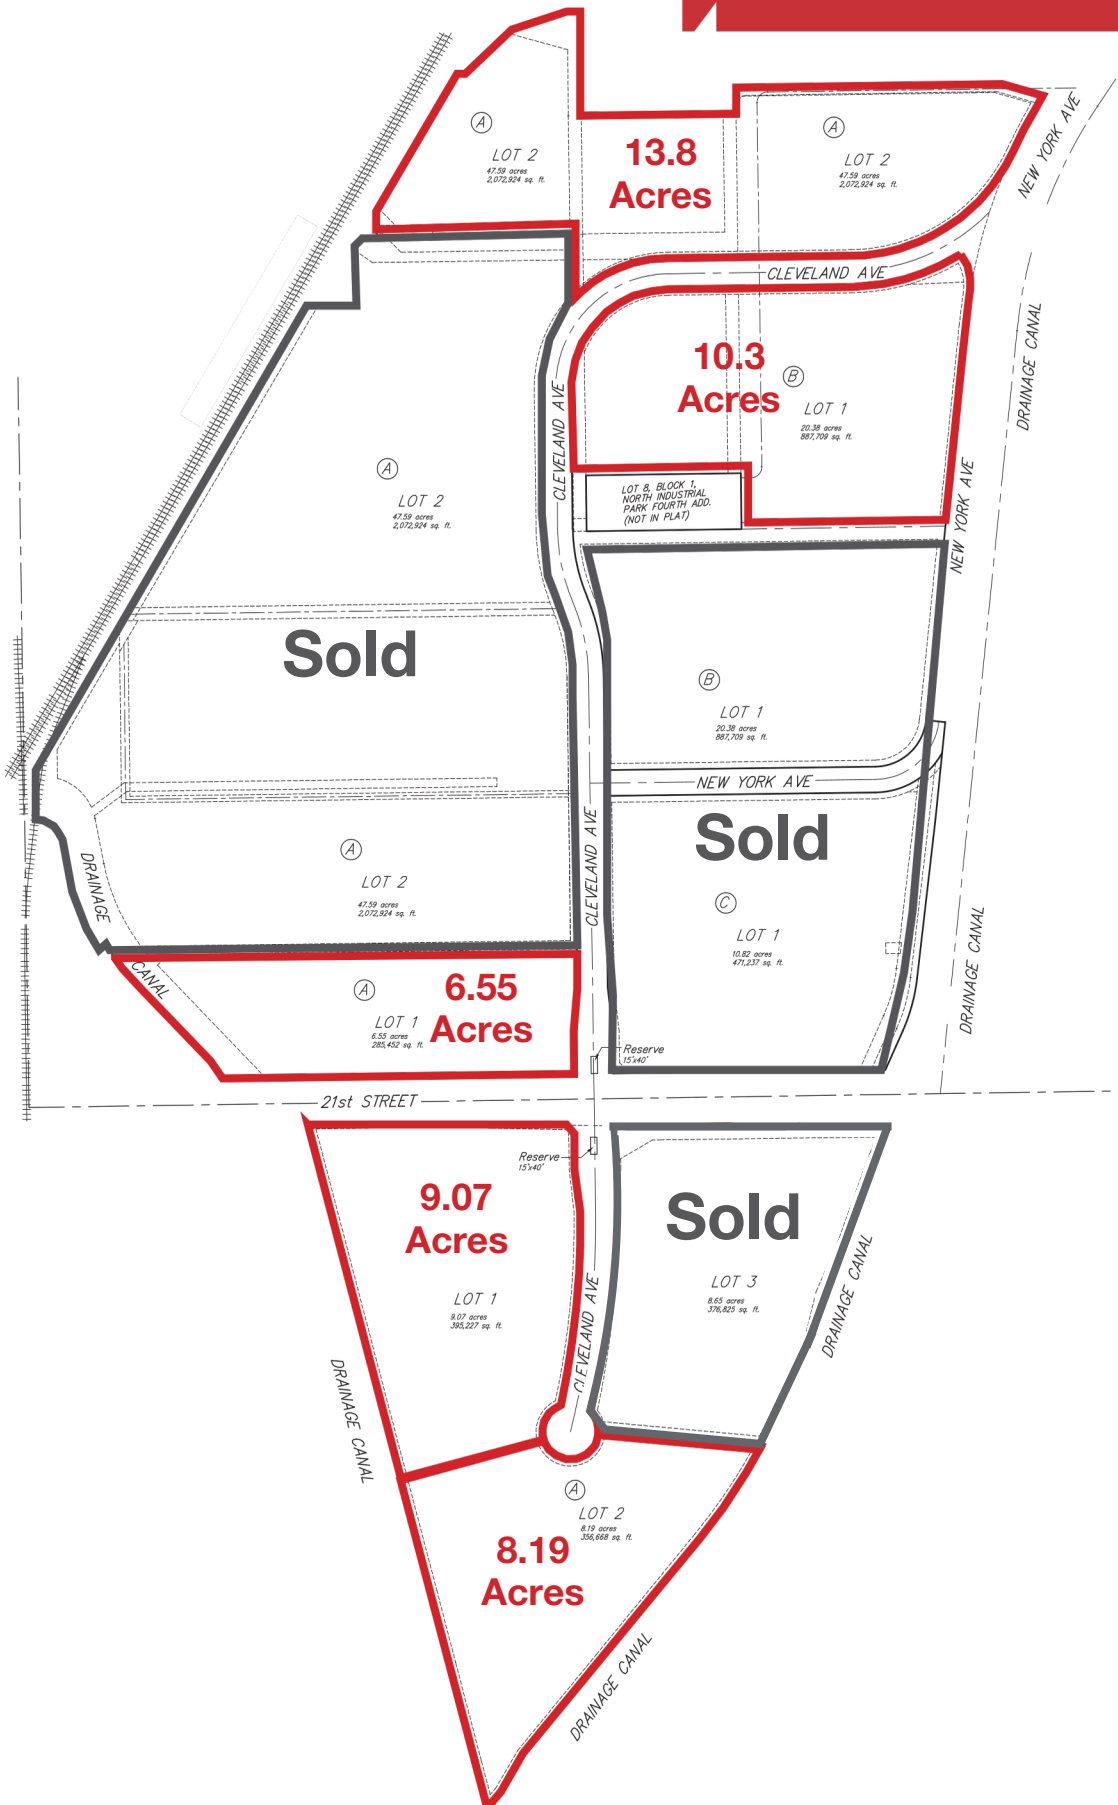 A
LOT 2
47.59 acres
2,072,924 sq. ft.
13.8
Acres
A
LOT 2
47.59 acres
2,072,924 sq. ft.
NEW YORK AVE
CLEVELAND AVE
DRAINAGE CANAL
10.3
Acres
B
LOT 1
20.38 acres
887,709 sq. ft.
CLEVELAND AVE
A
LOT 2
47.59 acres
2,072,924 sq. ft.
LOT 8, BLOCK 1,
NORTH INDUSTRIAL
PARK FOURTH ADD.
(NOT IN PLAT)
NEW YORK AVE
Sold
B
LOT 1
20.38 acres
887,709 sq. ft.
NEW YORK AVE
Sold
CLEVELAND AVE
A
LOT 2
47.59 acres
2,072,924 sq. ft.
DRAINAGE
CANAL
C
LOT 1
10.82 acres
471,237 sq. ft.
DRAINAGE CANAL
A
LOT 1
6.55 acres
285,452 sq. ft.
6.55
Acres
Reserve
15'x40'
21st STREET
Reserve
15'x40'
9.07
Acres
LOT 1
9.07 acres
395,227 sq. ft.
Sold
LOT 3
8.65 acres
376,825 sq. ft.
CLEVELAND AVE
DRAINAGE CANAL
DRAINAGE CANAL
A
LOT 2
8.19 acres
356,668 sq. ft.
8.19
Acres
DRAINAGE CANAL